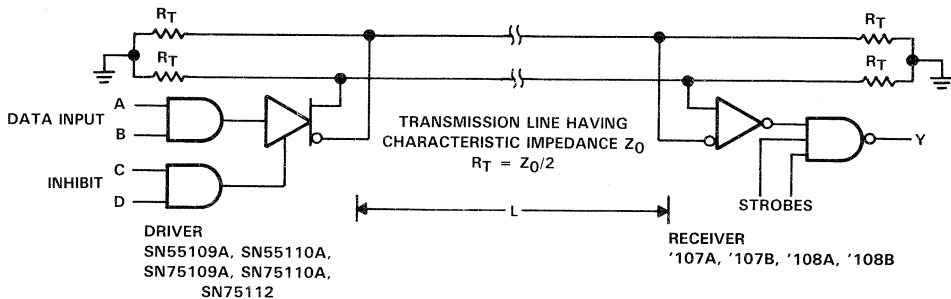 RT
RT
RT
RT
DATA INPUT
A
B
INHIBIT
C
D
TRANSMISSION LINE HAVING
CHARACTERISTIC IMPEDANCE Z0
RT = Z0/2
L
Y
STROBES
DRIVER
SN55109A, SN55110A,
SN75109A, SN75110A,
SN75112
RECEIVER
'107A, '107B, '108A, '108B